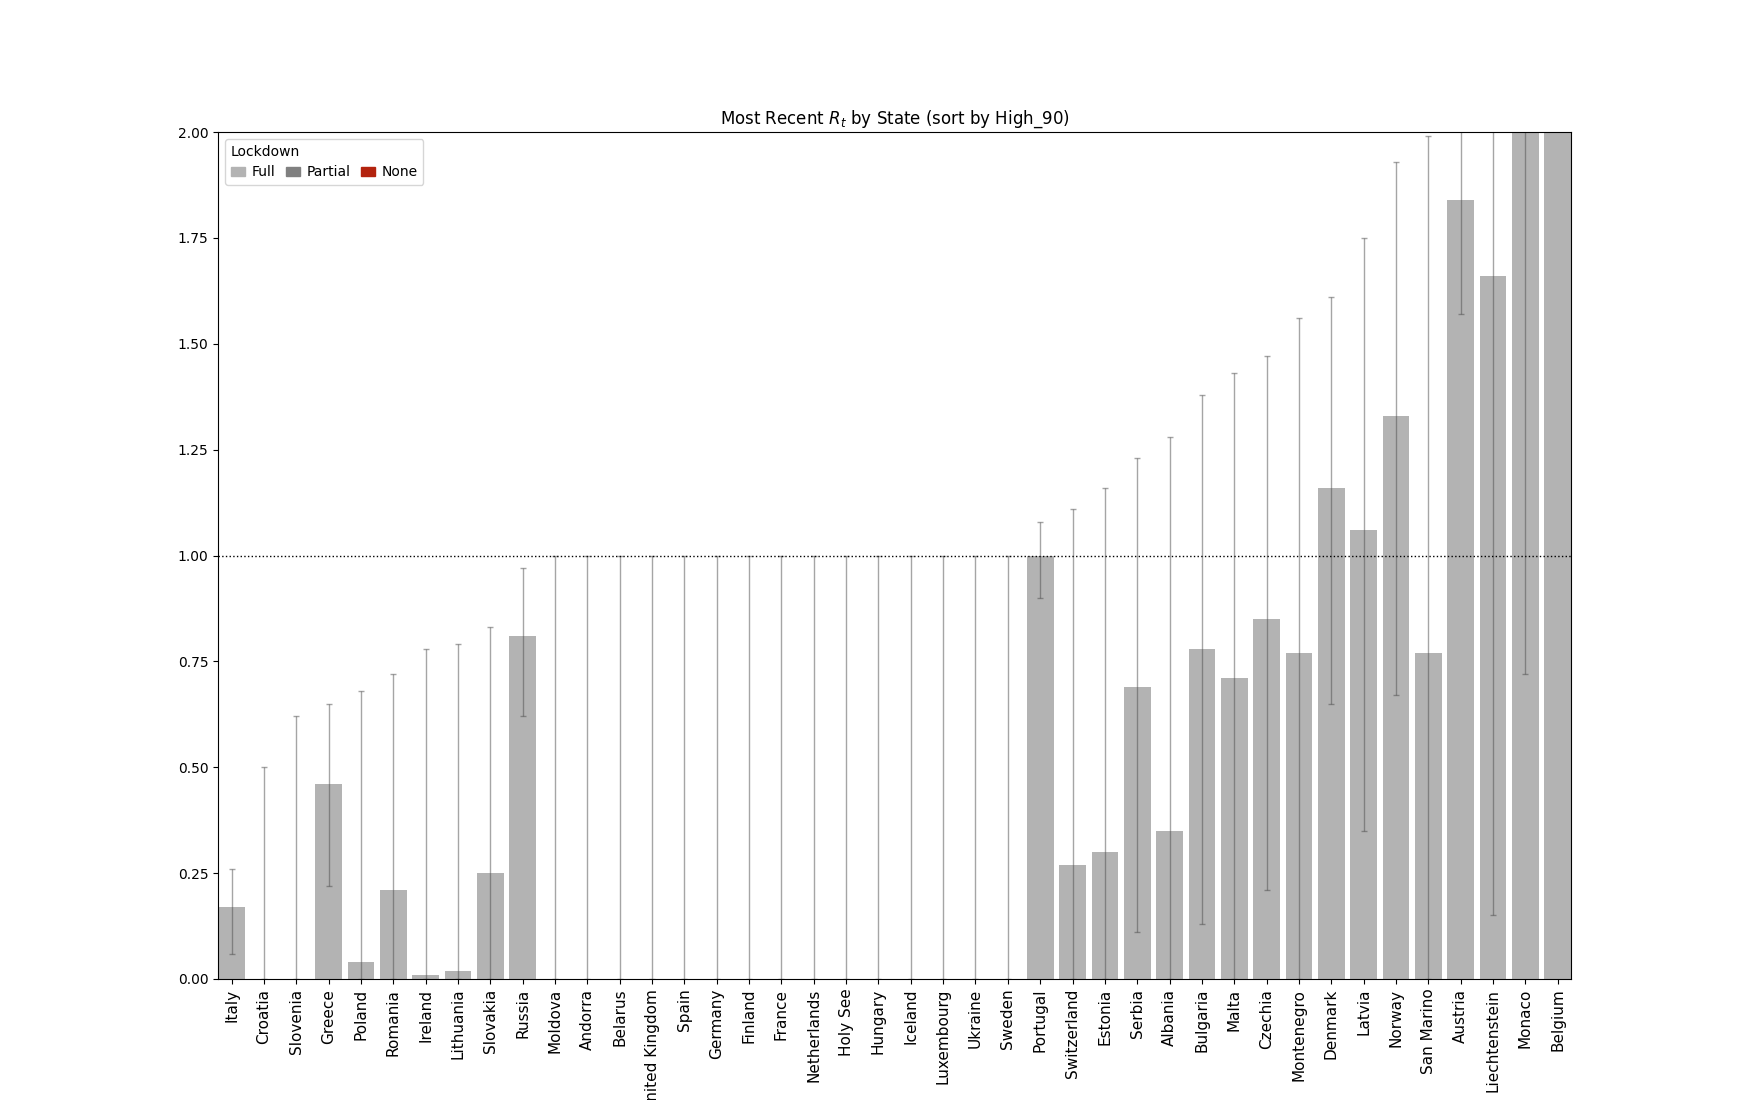 Most Recent R_t by State (sort by High_90)
Lockdown
Full Partial None
2.00
1.75
1.50
1.25
1.00
0.75
0.50
0.25
0.00
Italy
Croatia
Slovenia
Greece
Poland
Romania
Ireland
Lithuania
Slovakia
Russia
Moldova
Andorra
Belarus
nited Kingdom
Spain
Germany
Finland
France
Netherlands
Holy See
Hungary
Iceland
Luxembourg
Ukraine
Sweden
Portugal
Switzerland
Estonia
Serbia
Albania
Bulgaria
Malta
Czechia
Montenegro
Denmark
Latvia
Norway
San Marino
Austria
Liechtenstein
Monaco
Belgium